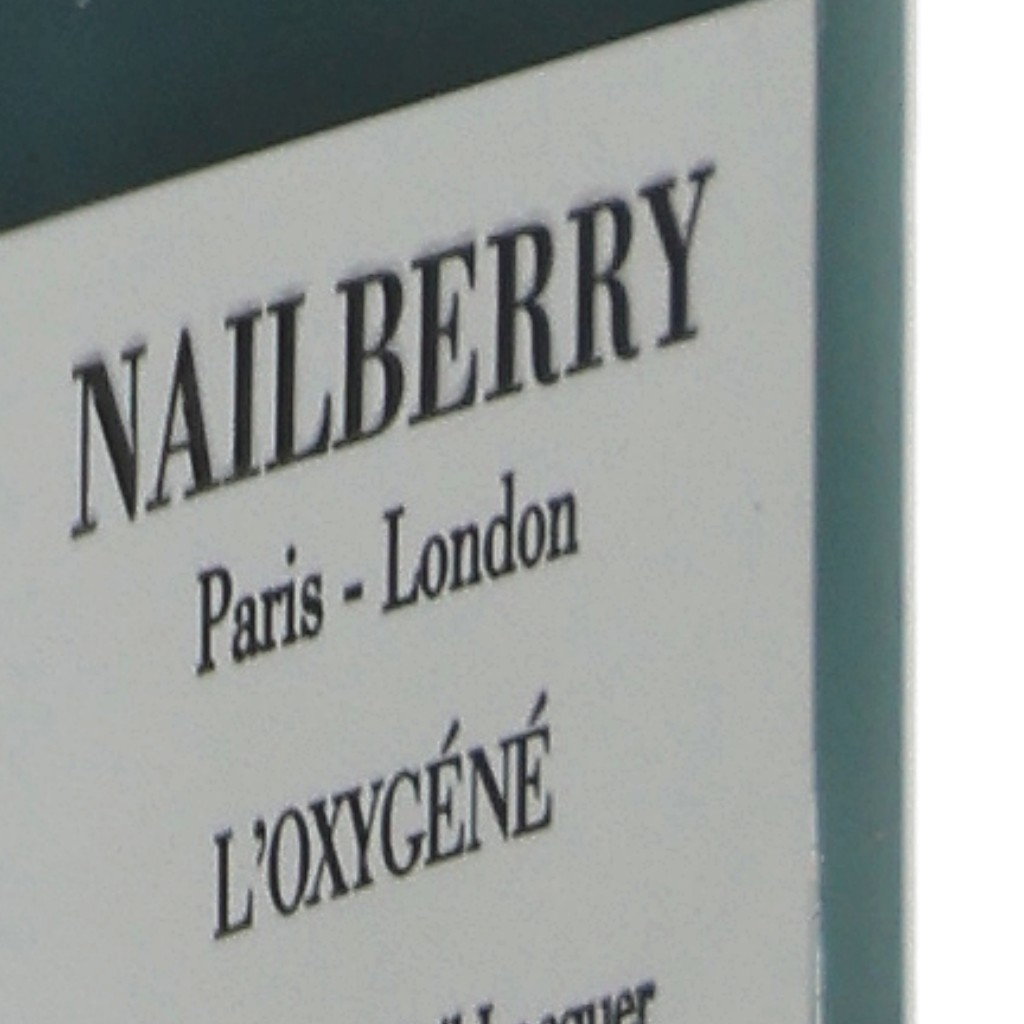 NAILBERRY
Paris - London
L'OXYGÉNÉ